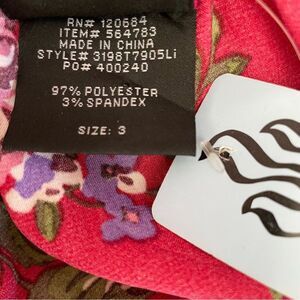 RN# 120684
ITEM# 564783
MADE IN CHINA
STYLE# 3198T7905Li
PO# 400240
97% POLYESTER
3% SPANDEX
SIZE: 3